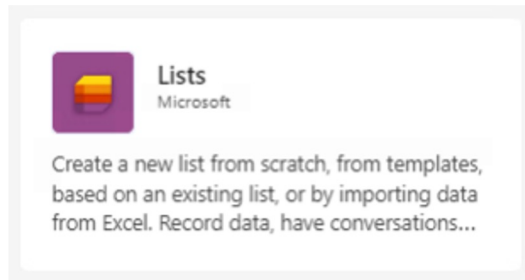 Lists
Microsoft
Create a new list from scratch, from templates,
based on an existing list, or by importing data
from Excel. Record data, have conversations...